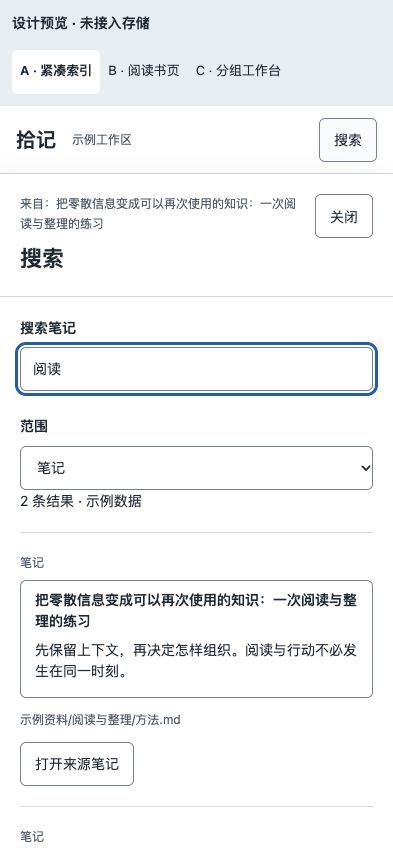 设计预览 · 未接入存储
A · 紧凑索引
B · 阅读书页
C · 分组工作台
拾记
示例工作区
搜索
来自：把零散信息变成可以再次使用的知识：一次阅
读与整理的练习
关闭
搜索
搜索笔记
阅读
范围
笔记
2 条结果 · 示例数据
笔记
把零散信息变成可以再次使用的知识：一次阅读与整
理的练习
先保留上下文，再决定怎样组织。阅读与行动不必发
生在同一时刻。
示例资料/阅读与整理/方法.md
打开来源笔记
笔记